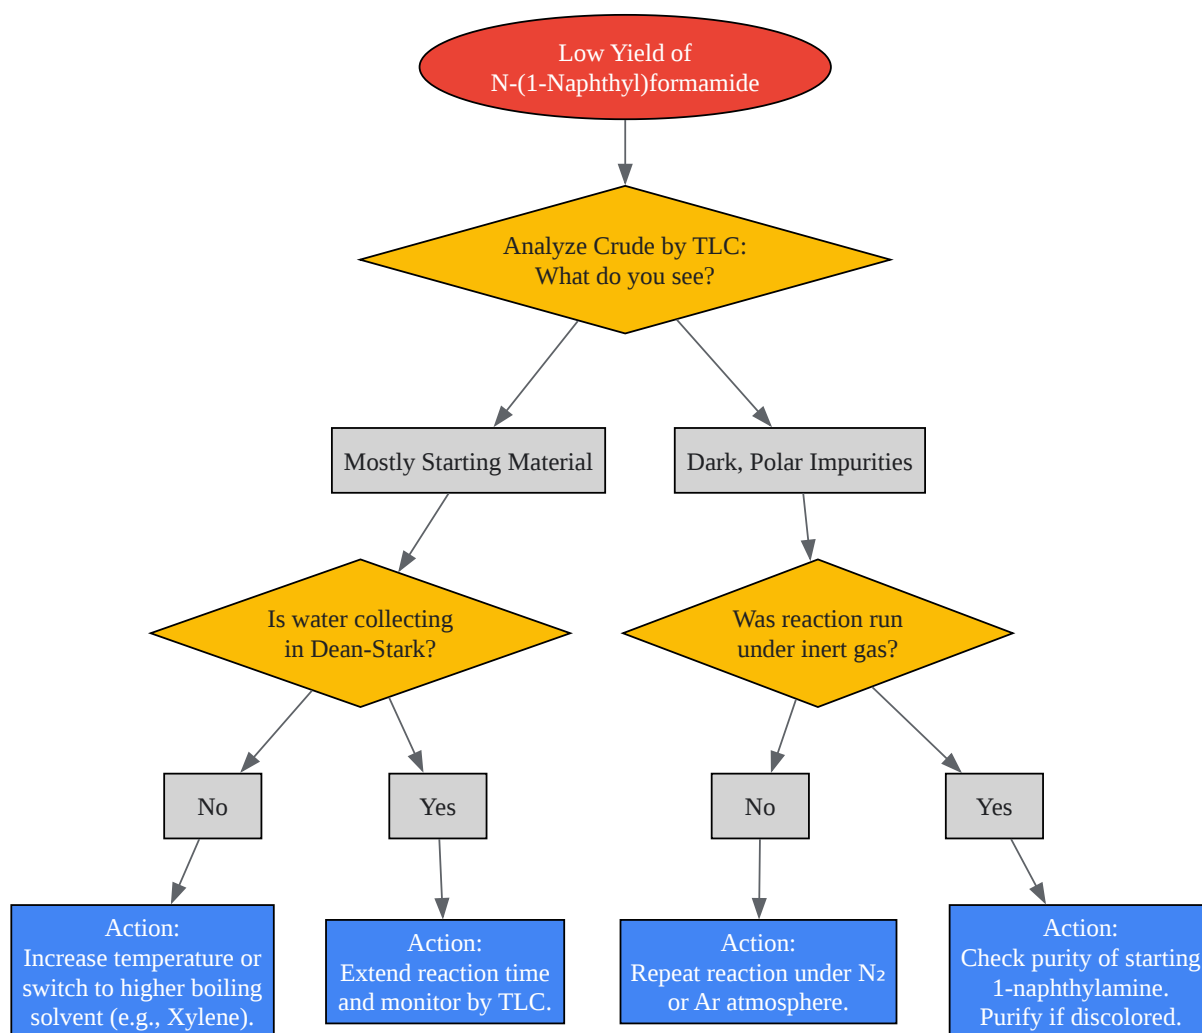 Low Yield of
N-(1-Naphthyl)formamide
Analyze Crude by TLC:
What do you see?
Mostly Starting Material
Dark, Polar Impurities
Is water collecting
in Dean-Stark?
Was reaction run
under inert gas?
No
Yes
No
Yes
Action:
Increase temperature or
switch to higher boiling
solvent (e.g., Xylene).
Action:
Extend reaction time
and monitor by TLC.
Action:
Repeat reaction under N₂
or Ar atmosphere.
Action:
Check purity of starting
1-naphthylamine.
Purify if discolored.